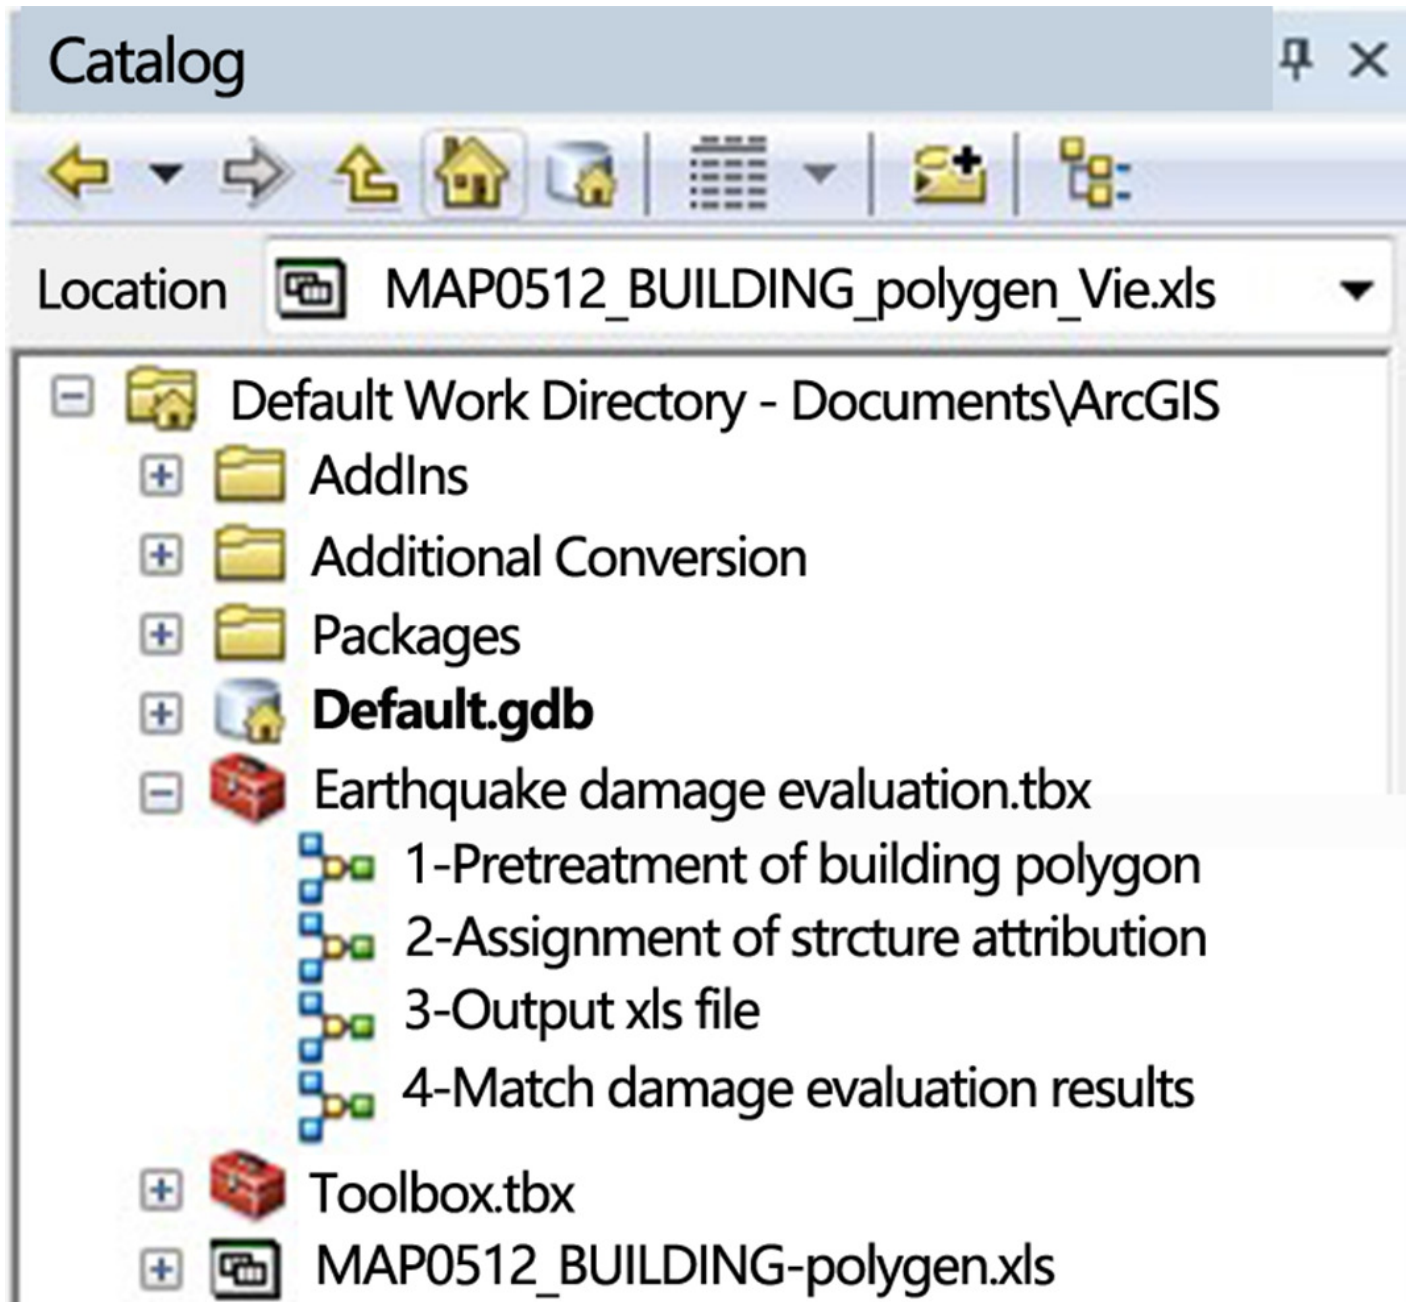 Catalog
Location MAP0512_BUILDING_polygen_Vie.xls
Default Work Directory - Documents\ArcGIS
AddIns
Additional Conversion
Packages
Default.gdb
Earthquake damage evaluation.tbx
1-Pretreatment of building polygon
2-Assignment of strcture attribution
3-Output xls file
4-Match damage evaluation results
Toolbox.tbx
MAP0512_BUILDING-polygen.xls